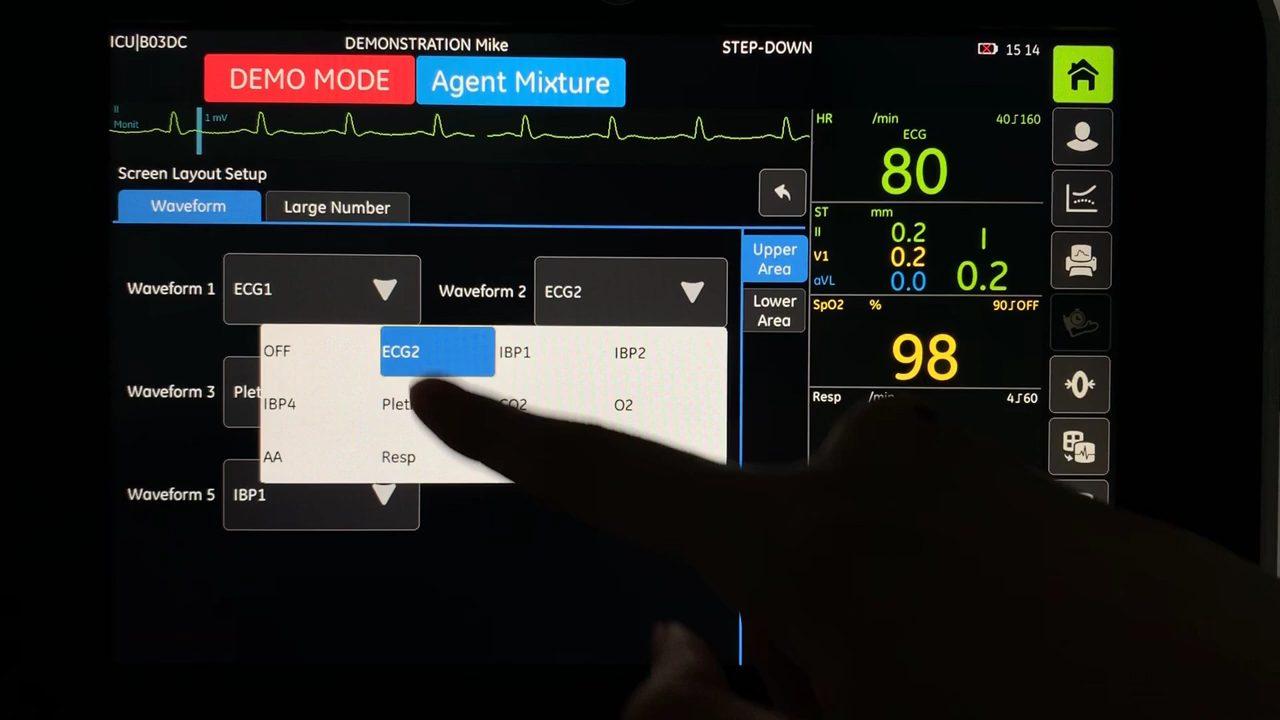 ICU|B03DC DEMONSTRATION Mike STEP-DOWN 15 14
DEMO MODE Agent Mixture
II
Monit
1 mV
HR /min 40 160
ECG
80
Screen Layout Setup
Waveform Large Number
ST mm
II 0.2 I
V1 0.2 0.2
aVL 0.0
Upper
Area
Lower
Area
SpO2 % 90 OFF
98
Resp /min 4 60
Waveform 1 ECG1 Waveform 2 ECG2
OFF ECG2 IBP1 IBP2
Waveform 3
IBP4 CO2 O2
AA Resp
Waveform 5 IBP1